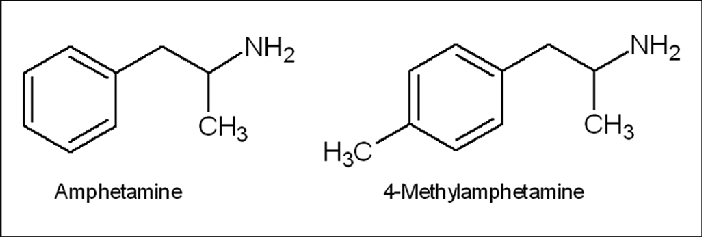 NH2
CH3
Amphetamine
NH2
CH3
H3C
4-Methylamphetamine